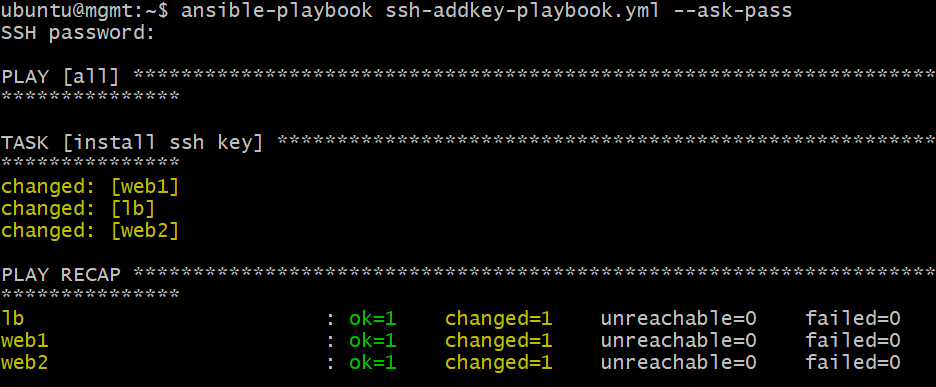 ubuntu@mgmt:~$ ansible-playbook ssh-addkey-playbook.yml --ask-pass
SSH password:
PLAY [all] *******************************************************************
***************
TASK [install ssh key] *******************************************************
***************
changed: [web1]
changed: [lb]
changed: [web2]
PLAY RECAP *******************************************************************
***************
lb                         : ok=1    changed=1    unreachable=0    failed=0
web1                       : ok=1    changed=1    unreachable=0    failed=0
web2                       : ok=1    changed=1    unreachable=0    failed=0